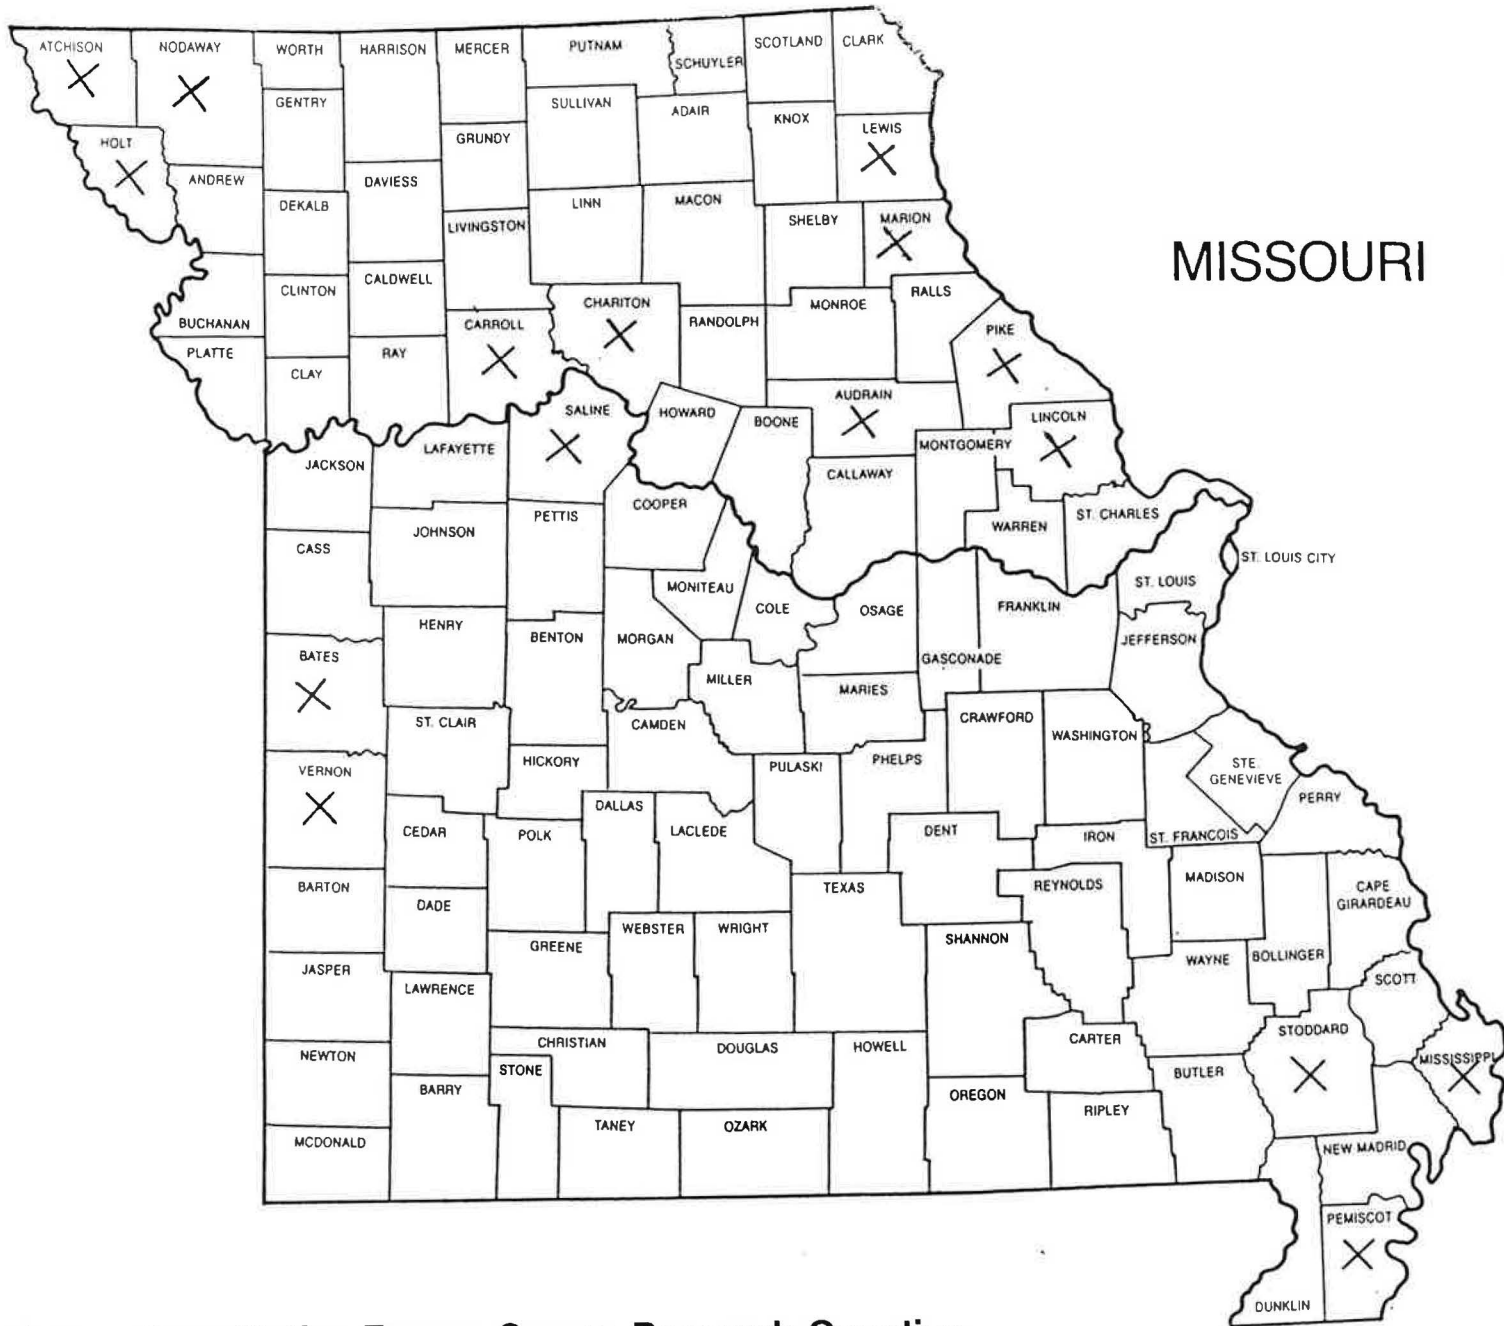 ATCHISON
NODAWAY
WORTH
HARRISON
MERCER
PUTNAM
SCHUYLER
SCOTLAND
CLARK
GENTRY
SULLIVAN
ADAIR
KNOX
LEWIS
HOLT
ANDREW
DEKALB
DAVIESS
GRUNDY
LINN
MACON
SHELBY
MARION
LIVINGSTON
MISSOURI
CLINTON
CALDWELL
CHARITON
RANDOLPH
MONROE
RALLS
BUCHANAN
CARROLL
PIKE
PLATTE
CLAY
RAY
SALINE
HOWARD
BOONE
AUDRAIN
LINCOLN
JACKSON
LAFAYETTE
MONTGOMERY
CALLAWAY
COOPER
PETTIS
JOHNSON
WARREN
ST. CHARLES
CASS
ST. LOUIS CITY
MONITEAU
COLE
OSAGE
FRANKLIN
ST. LOUIS
HENRY
BENTON
MORGAN
JEFFERSON
BATES
GASCONADE
MILLER
MARIES
ST. CLAIR
CAMDEN
CRAWFORD
WASHINGTON
VERNON
HICKORY
PULASKI
PHELPS
STE.
GENEVIEVE
PERRY
DALLAS
CEDAR
POLK
LACLEDE
DENT
IRON
ST. FRANCOIS
BARTON
DADE
TEXAS
REYNOLDS
MADISON
CAPE
GIRARDEAU
GREENE
WEBSTER
WRIGHT
SHANNON
WAYNE
BOLLINGER
JASPER
LAWRENCE
SCOTT
NEWTON
CHRISTIAN
STONE
DOUGLAS
HOWELL
CARTER
STODDARD
MISSISSIPPI
BARRY
OREGON
BUTLER
MCDONALD
TANEY
OZARK
RIPLEY
NEW MADRID
PEMISCOT
DUNKLIN